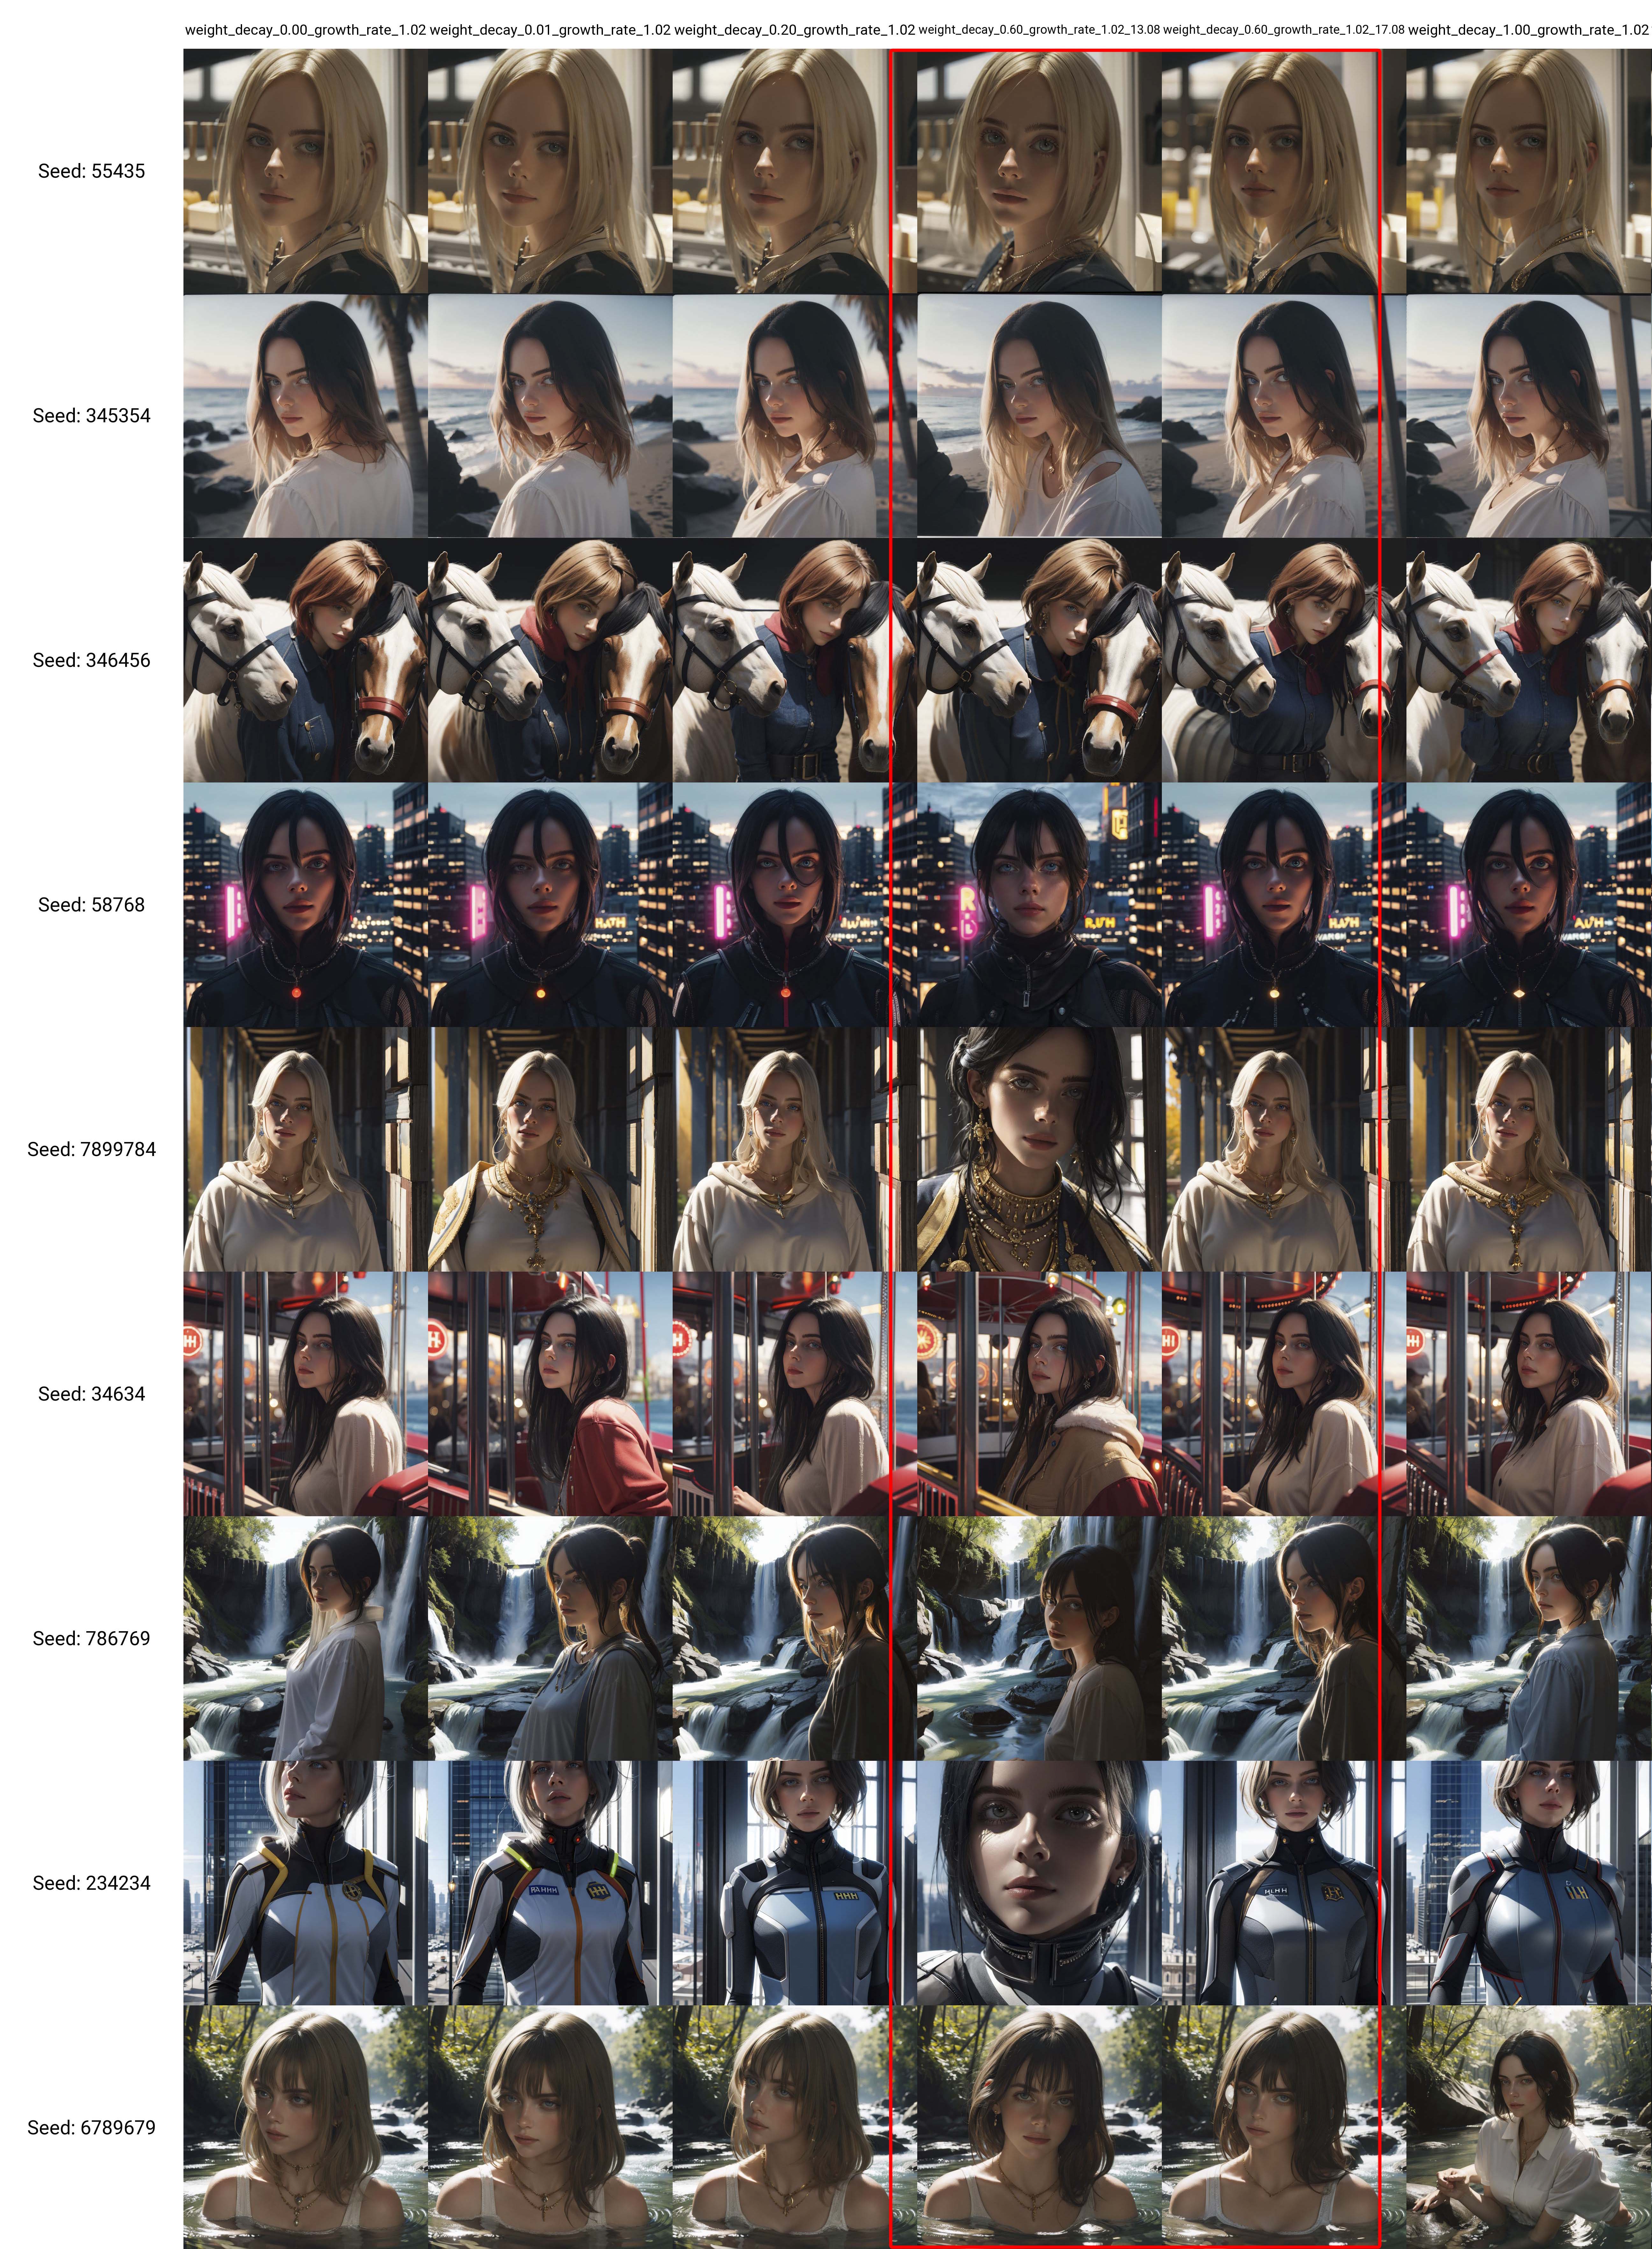 weight_decay_0.00_growth_rate_1.02 weight_decay_0.01_growth_rate_1.02 weight_decay_0.20_growth_rate_1.02 weight_decay_0.60_growth_rate_1.02_13.08 weight_decay_0.60_growth_rate_1.02_17.08 weight_decay_1.00_growth_rate_1.02
Seed: 55435
Seed: 345354
Seed: 346456
Seed: 58768
Seed: 7899784
Seed: 34634
Seed: 786769
Seed: 234234
HHH
Seed: 6789679